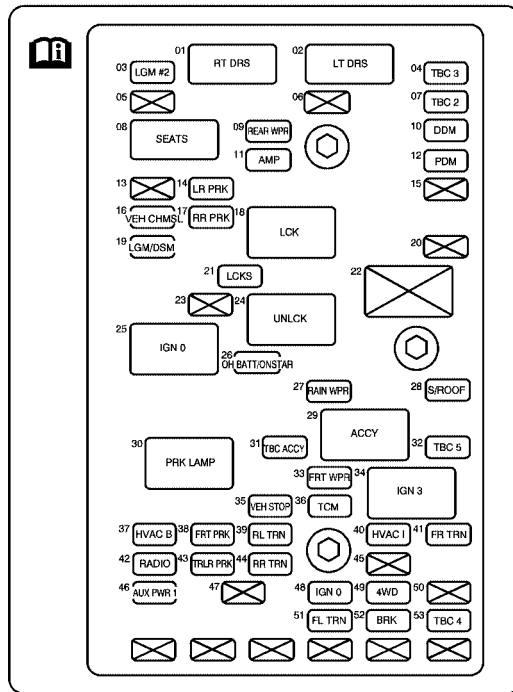 01 RT DRS 02 LT DRS
03 LGM #2 04 TBC 3
05 06 07 TBC 2
08 SEATS 09 REAR WPR 10 DDM
11 AMP 12 PDM
13 14 LR PRK 15
16 VEH CHMSL 17 RR PRK 18 LCK
19 LGM/DSM 20
21 LCKS 22
23 24 UNLCK
25 IGN 0 26 OH BATT/ONSTAR
27 RAIN WPR 28 S/ROOF
29 ACCY
30 PRK LAMP 31 TBC ACCY 32 TBC 5
33 FRT WPR 34 IGN 3
35 VEH STOP 36 TCM
37 HVAC B 38 FRT PRK 39 RL TRN 40 HVAC I 41 FR TRN
42 RADIO 43 TRLR PRK 44 RR TRN 45
46 AUX PWR 1 47 48 IGN 0 49 4WD 50
51 FL TRN 52 BRK 53 TBC 4